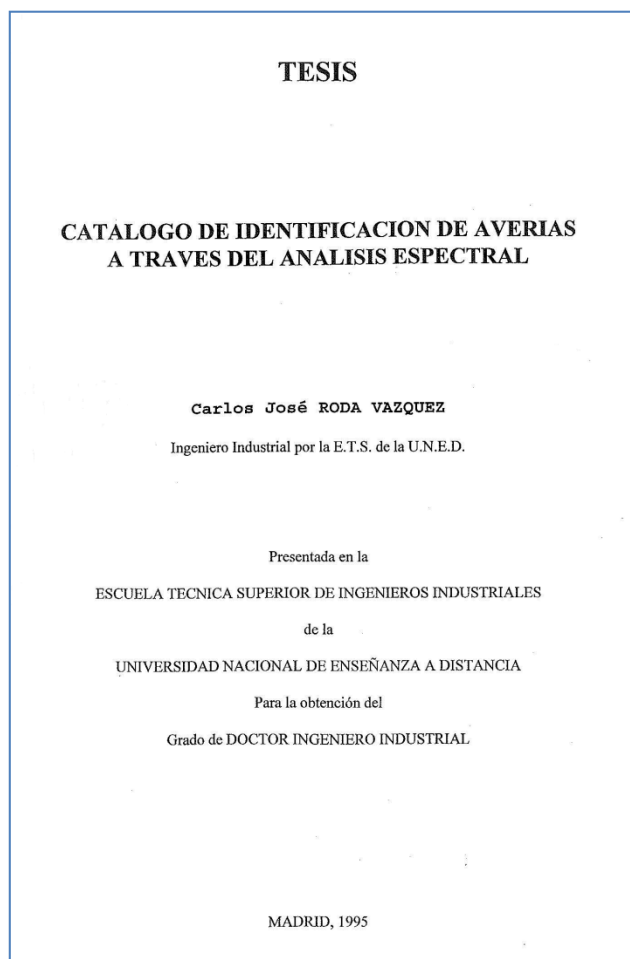 TESIS
CATALOGO DE IDENTIFICACION DE AVERIAS
A TRAVES DEL ANALISIS ESPECTRAL
Carlos José RODA VAZQUEZ
Ingeniero Industrial por la E.T.S. de la U.N.E.D.
Presentada en la
ESCUELA TECNICA SUPERIOR DE INGENIEROS INDUSTRIALES
de la
UNIVERSIDAD NACIONAL DE ENSEÑANZA A DISTANCIA
Para la obtención del
Grado de DOCTOR INGENIERO INDUSTRIAL
MADRID, 1995